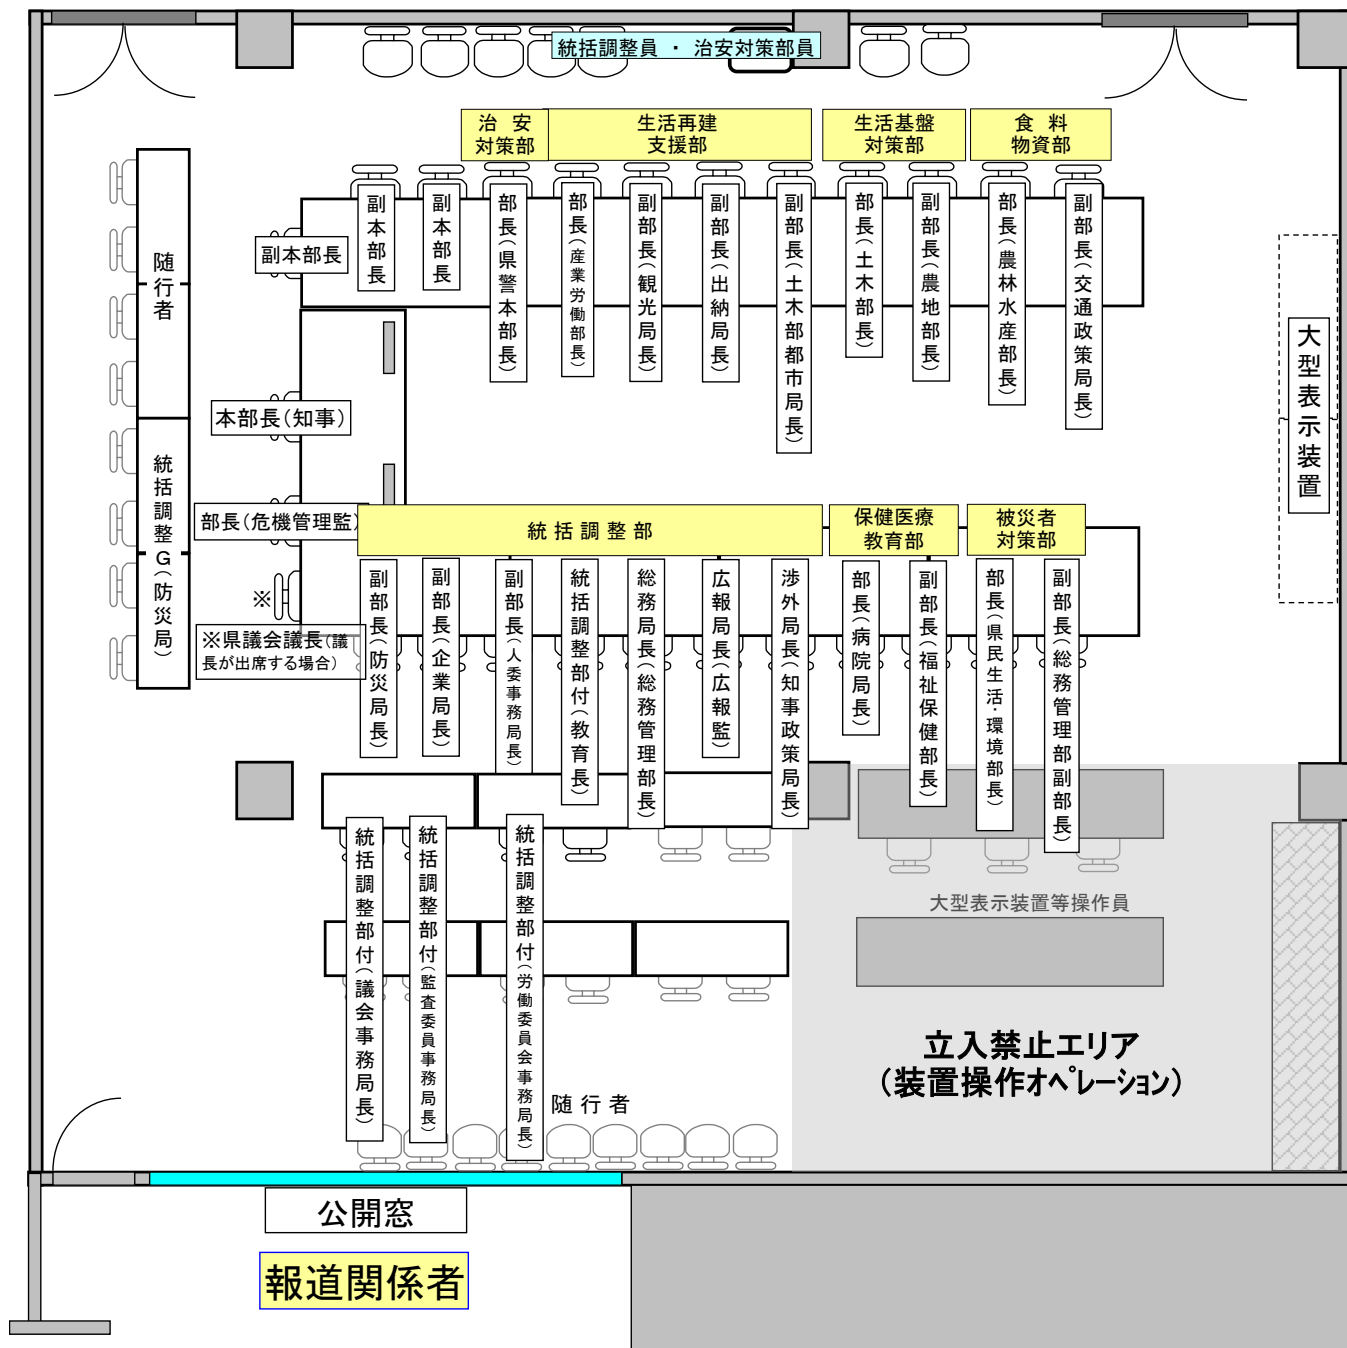 統括調整員 ・ 治安対策部員
治 安
対策部
生活再建
支援部
生活基盤
対策部
食 料
物資部
副本部長
副本部長
副本部長
部長(県警本部長)
部長(産業労働部長)
副部長(観光局長)
副部長(出納局長)
副部長(土木部都市局長)
部長(土木部長)
副部長(農地部長)
部長(農林水産部長)
副部長(交通政策局長)
随行者
統括調整G(防災局)
本部長(知事)
部長(危機管理監)
※
※県議会議長(議
長が出席する場合)
大型表示装置
統 括 調 整 部
保健医療
教育部
被災者
対策部
副部長(防災局長)
副部長(企業局長)
副部長(人委事務局長)
統括調整部付(教育長)
総務局長(総務管理部長)
広報局長(広報監)
渉外局長(知事政策局長)
部長(病院局長)
副部長(福祉保健部長)
部長(県民生活・環境部長)
副部長(総務管理部副部長)
統括調整部付(議会事務局長)
統括調整部付(監査委員事務局長)
統括調整部付(労働委員会事務局長)
大型表示装置等操作員
立入禁止エリア
(装置操作オペレーション)
随 行 者
公開窓
報道関係者